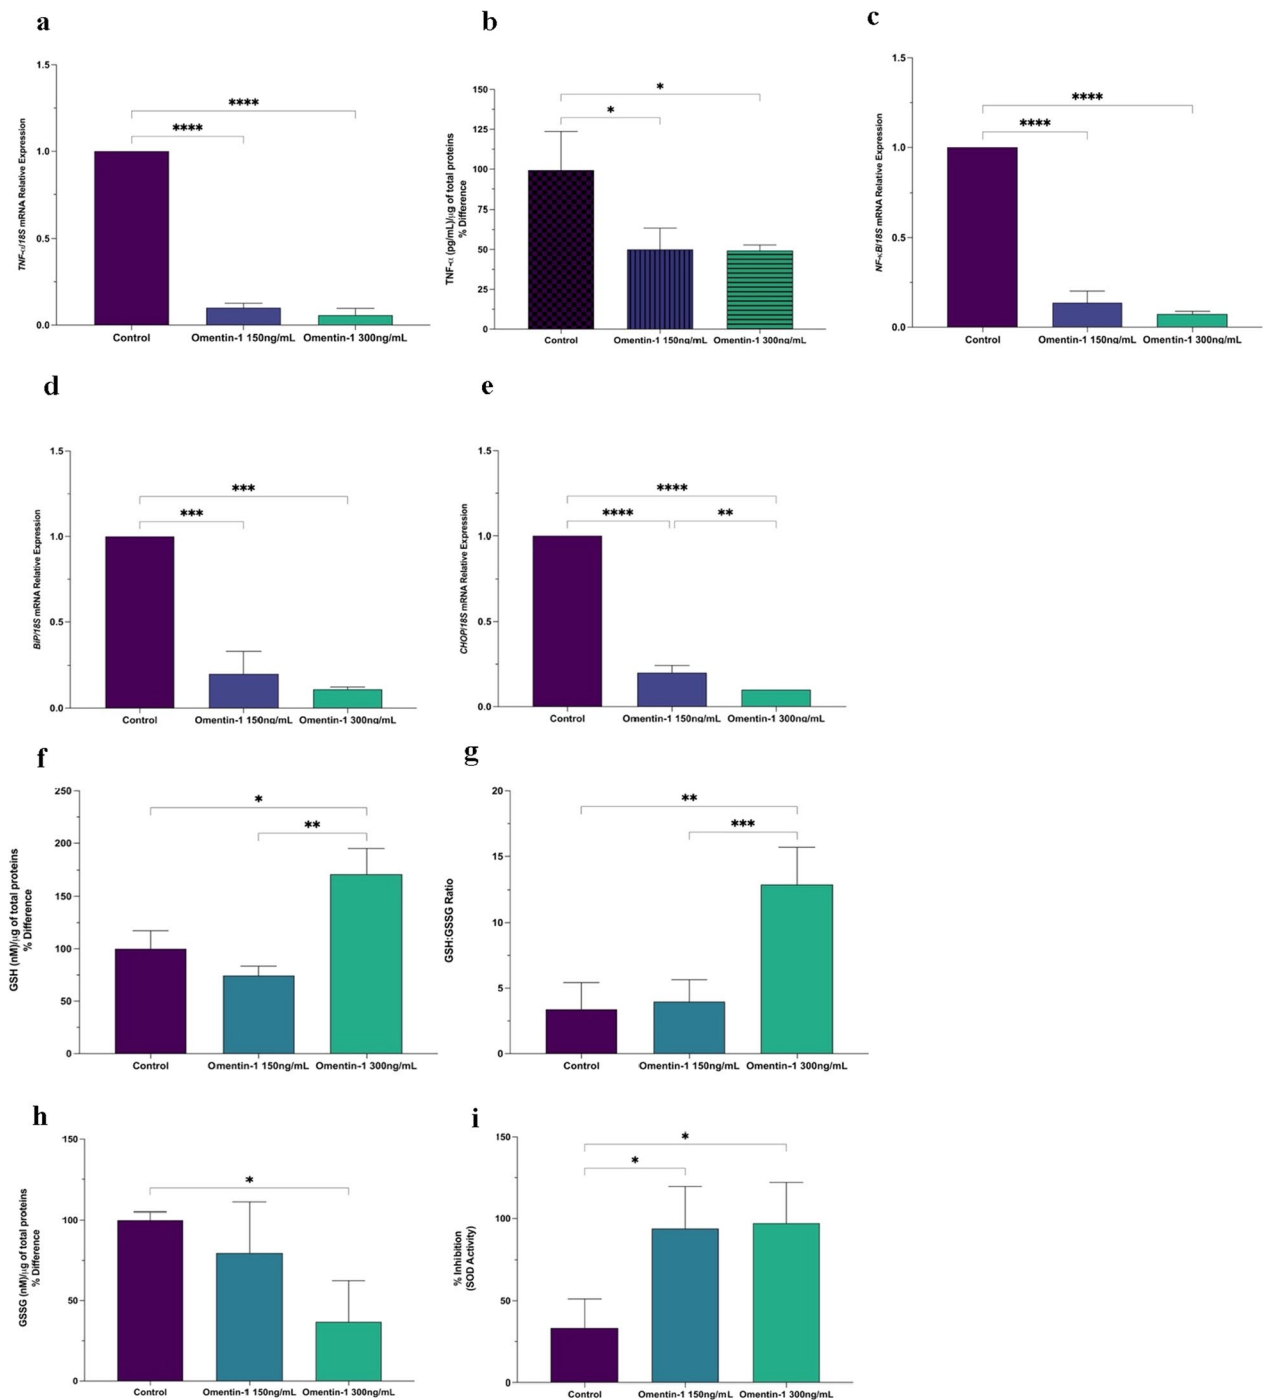 a
TNF-α/18S mRNA Relative Expression
1.5
1.0
0.5
0.0
****
****
Control
Omentin-1 150ng/mL
Omentin-1 300ng/mL
b
TNF-α (pg/mL)/µg of total proteins
% Difference
150
125
100
75
50
25
0
*
*
Control
Omentin-1 150ng/mL
Omentin-1 300ng/mL
c
NF-κB/18S mRNA Relative Expression
1.5
1.0
0.5
0.0
****
****
Control
Omentin-1 150ng/mL
Omentin-1 300ng/mL
d
BiP/18S mRNA Relative Expression
1.5
1.0
0.5
0.0
***
***
Control
Omentin-1 150ng/mL
Omentin-1 300ng/mL
e
CHOP/18S mRNA Relative Expression
1.5
1.0
0.5
0.0
****
****
**
Control
Omentin-1 150ng/mL
Omentin-1 300ng/mL
f
GSH (nM)/µg of total proteins
% Difference
250
200
150
100
50
0
*
**
Control
Omentin-1 150ng/mL
Omentin-1 300ng/mL
g
GSH:GSSG Ratio
20
15
10
5
0
**
***
Control
Omentin-1 150ng/mL
Omentin-1 300ng/mL
h
GSSG (nM)/µg of total proteins
% Difference
150
100
50
0
*
Control
Omentin-1 150ng/mL
Omentin-1 300ng/mL
i
% Inhibition
(SOD Activity)
150
100
50
0
*
*
Control
Omentin-1 150ng/mL
Omentin-1 300ng/mL